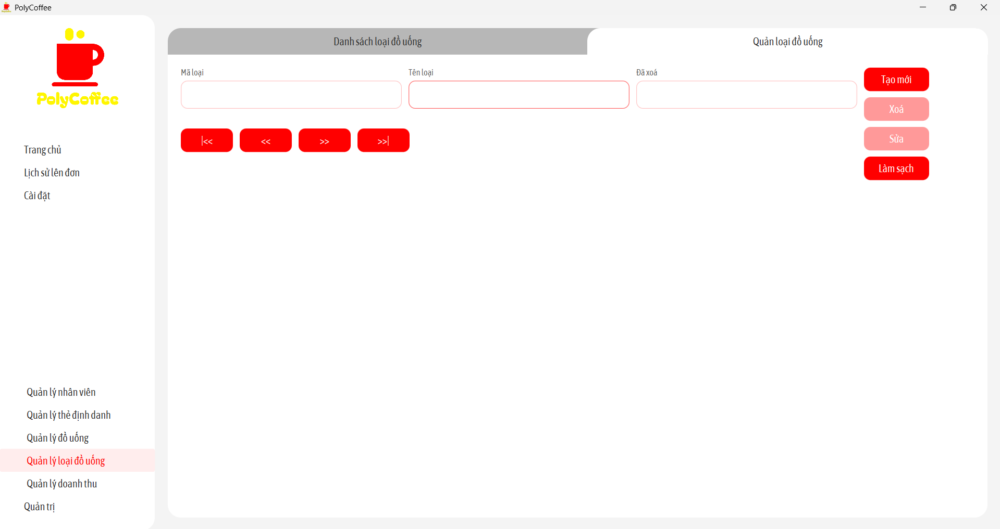 PolyCoffee
PolyCoffee
Trang chủ
Lịch sử lên đơn
Cài đặt
Quản lý nhân viên
Quản lý thẻ định danh
Quản lý đồ uống
Quản lý loại đồ uống
Quản lý doanh thu
Quản trị
Danh sách loại đồ uống
Quản loại đồ uống
Mã loại
Tên loại
Đã xoá
|<<
<<
>>
>>|
Tạo mới
Xoá
Sửa
Làm sạch